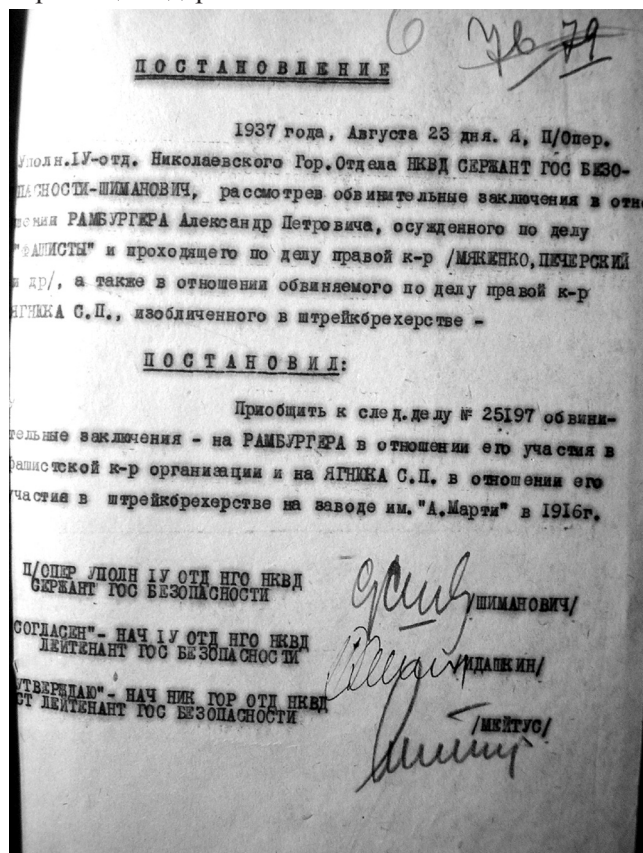 6 76 79
ПОСТАНОВЛЕНИЕ
1937 года, Августа 23 дня. Я, П/Опер.
Уполн.IУ-отд. Николаевского Гор.Отдела НКВД СЕРЖАНТ ГОС БЕЗО-
ПАСНОСТИ-ШИМАНОВИЧ, рассмотрев обвинительные заключения в отно
шении РАМБУРГЕРА Александр Петровича, осужденного по делу
"ФАШИСТЫ" и проходящего по делу правой к-р /МЯКЕНКО,ПЕЧЕРСКИЙ
и др/, а также в отношении обвиняемого по делу правой к-р
ЯГНЮКА С.П., изобличенного в штрейкбрехерстве -
ПОСТАНОВИЛ:
Приобщить к след.делу № 25197 обвини-
тельные заключения - на РАМБУРГЕРА в отношении его участия в
фашистской к-р организации и на ЯГНЮКА С.П. в отношении его
участия в штрейкбрехерстве на заводе им."А.Марти" в 1916г.
П/ОПЕР УПОЛН IУ ОТД НГО НКВД
СЕРЖАНТ ГОС БЕЗОПАСНОСТИ
/ШИМАНОВИЧ/
СОГЛАСЕН"- НАЧ IУ ОТД НГО НКВД
ЛЕЙТЕНАНТ ГОС БЕЗОПАСНОСТИ
/ИДАШКИН/
УТВЕРЖДАЮ"- НАЧ НИК ГОР ОТД НКВД
СТ ЛЕЙТЕНАНТ ГОС БЕЗОПАСНОСТИ
/МЕЙТУС/